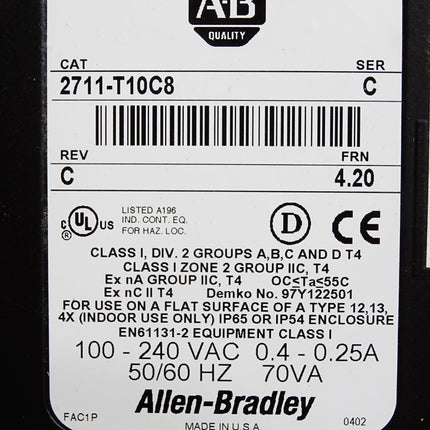 A-B
QUALITY
CAT SER
2711-T10C8 C
REV FRN
C 4.20
C UL US
LISTED A196
IND. CONT. EQ.
FOR HAZ. LOC.
D CE
CLASS I, DIV. 2 GROUPS A,B,C AND D T4
CLASS I ZONE 2 GROUP IIC, T4
Ex nA GROUP IIC, T4 OC≤Ta≤55C
Ex nC II T4 Demko No. 97Y122501
FOR USE ON A FLAT SURFACE OF A TYPE 12,13,
4X (INDOOR USE ONLY) IP65 OR IP54 ENCLOSURE
EN61131-2 EQUIPMENT CLASS I
100 - 240 VAC 0.4 - 0.25A
50/60 HZ 70VA
Allen-Bradley
FAC1P MADE IN U.S.A. 0402